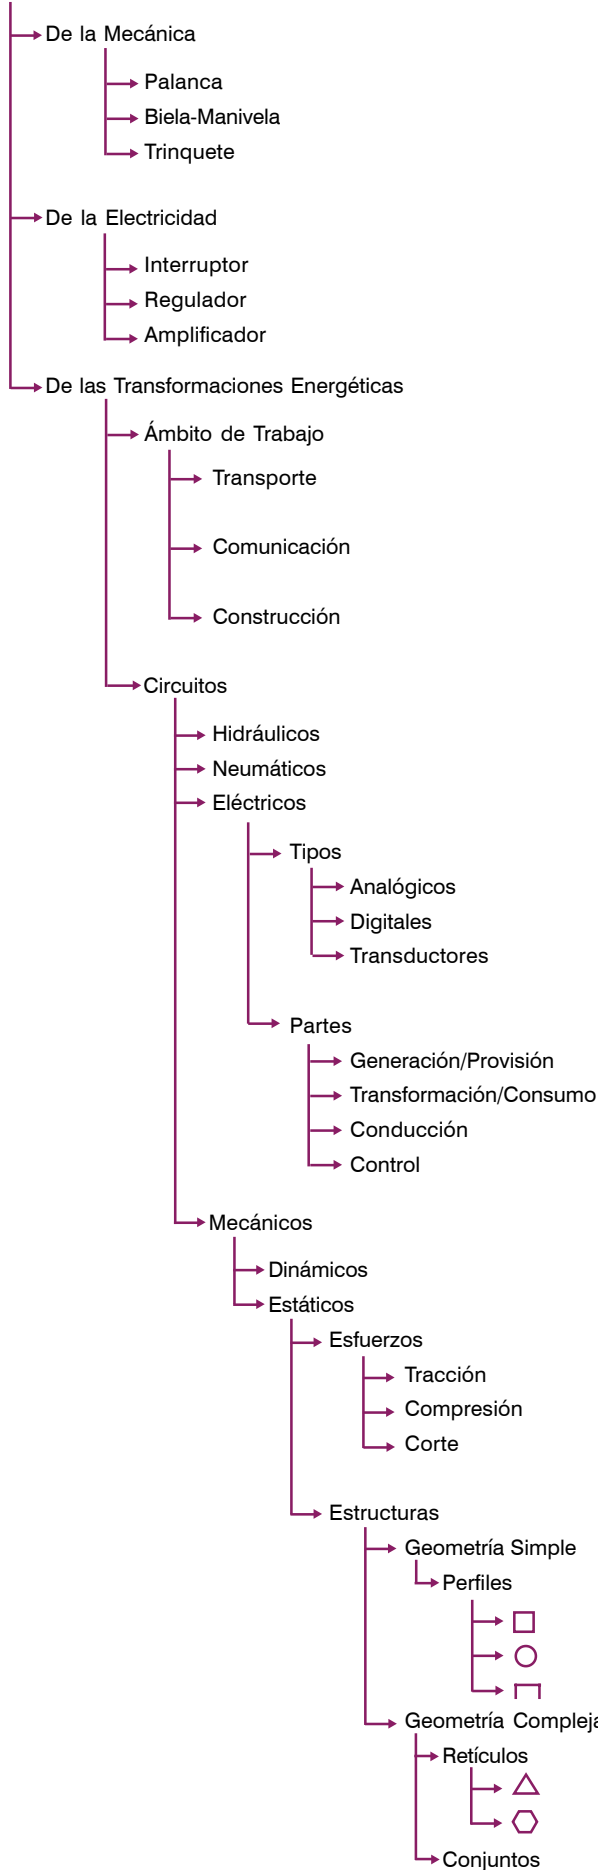 De la Mecánica
Palanca
Biela-Manivela
Trinquete
De la Electricidad
Interruptor
Regulador
Amplificador
De las Transformaciones Energéticas
Ámbito de Trabajo
Transporte
Comunicación
Construcción
Circuitos
Hidráulicos
Neumáticos
Eléctricos
Tipos
Analógicos
Digitales
Transductores
Partes
Generación/Provisión
Transformación/Consumo
Conducción
Control
Mecánicos
Dinámicos
Estáticos
Esfuerzos
Tracción
Compresión
Corte
Estructuras
Geometría Simple
Perfiles
Geometría Compleja
Retículos
Conjuntos